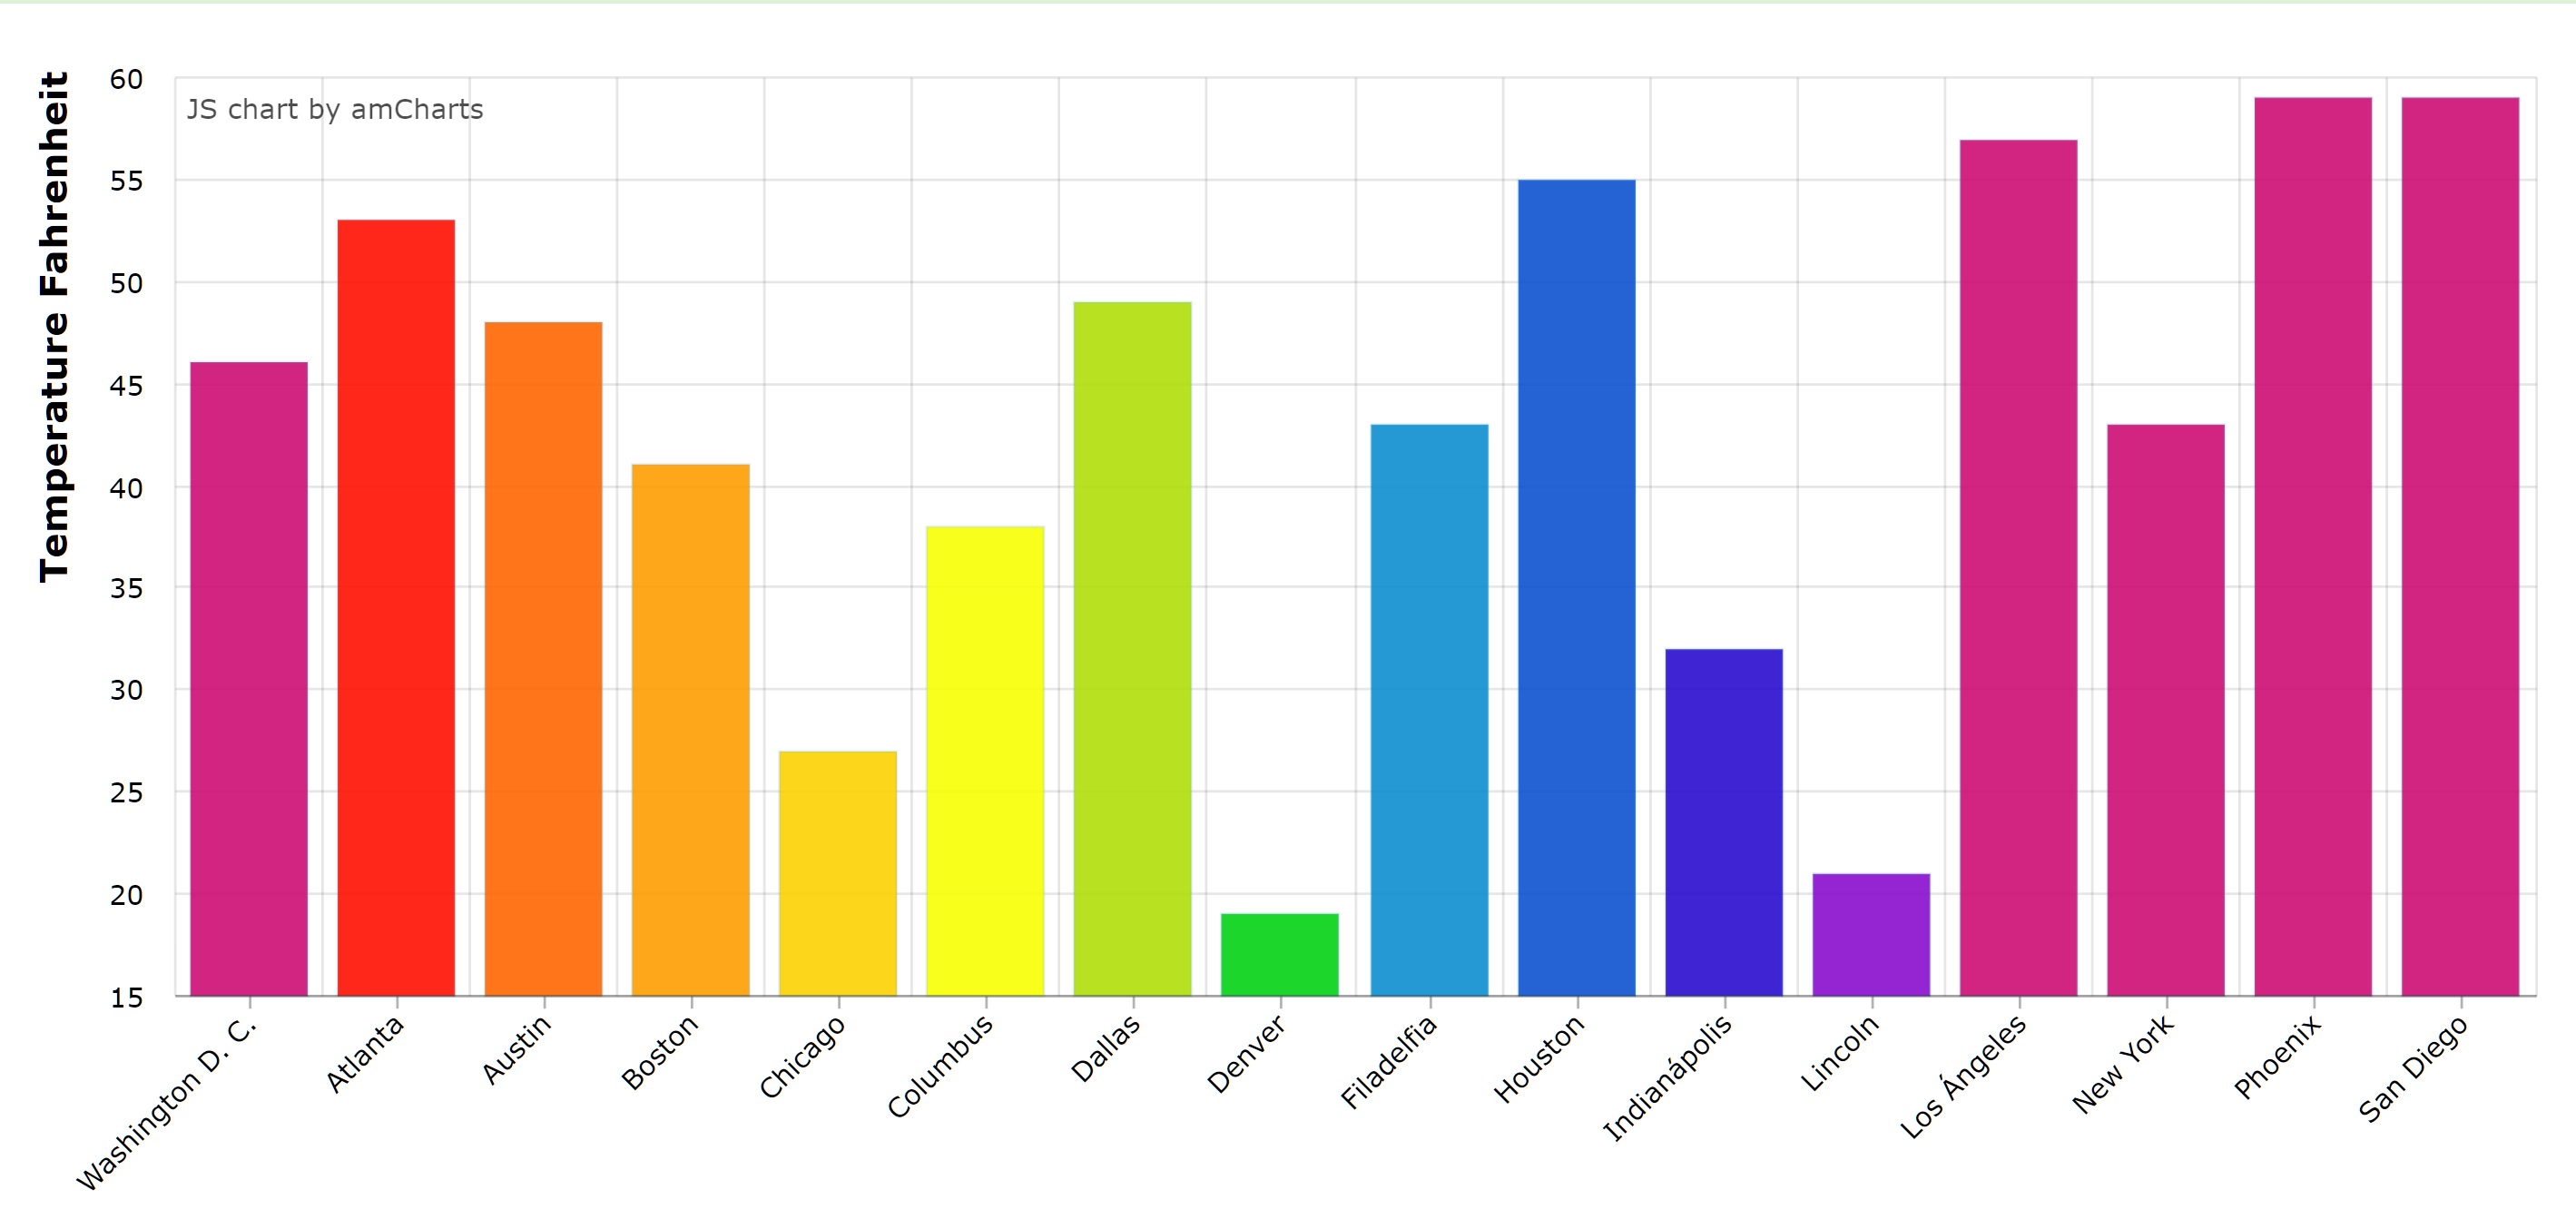 Temperature Fahrenheit
60
55
50
45
40
35
30
25
20
15
JS chart by amCharts
Washington D. C.
Atlanta
Austin
Boston
Chicago
Columbus
Dallas
Denver
Filadelfia
Houston
Indianápolis
Lincoln
Los Ángeles
New York
Phoenix
San Diego